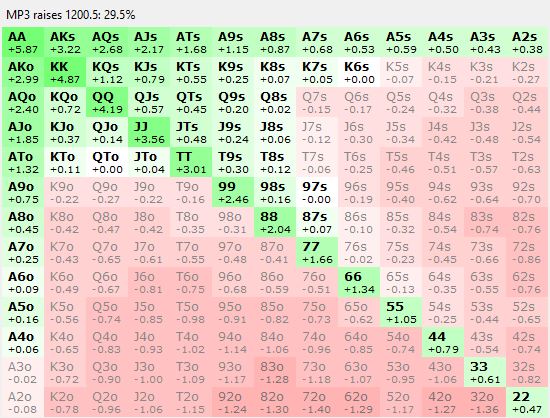 MP3 raises 1200.5: 29.5%
AA AKs AQs AJs ATs A9s A8s A7s A6s A5s A4s A3s A2s
+5.87 +3.22 +2.68 +2.17 +1.68 +1.15 +0.87 +0.68 +0.53 +0.59 +0.50 +0.43 +0.38
AKo KK KQs KJs KTs K9s K8s K7s K6s K5s K4s K3s K2s
+2.99 +4.87 +1.12 +0.79 +0.55 +0.25 +0.07 +0.05 +0.00 -0.07 -0.15 -0.21 -0.27
AQo KQo QQ QJs QTs Q9s Q8s Q7s Q6s Q5s Q4s Q3s Q2s
+2.40 +0.72 +4.19 +0.57 +0.45 +0.20 +0.02 -0.15 -0.17 -0.24 -0.32 -0.38 -0.44
AJo KJo QJo JJ JTs J9s J8s J7s J6s J5s J4s J3s J2s
+1.85 +0.37 +0.14 +3.56 +0.48 +0.24 +0.06 -0.12 -0.30 -0.34 -0.42 -0.48 -0.54
ATo KTo QTo JTo TT T9s T8s T7s T6s T5s T4s T3s T2s
+1.32 +0.11 +0.00 +0.04 +3.01 +0.30 +0.12 -0.06 -0.25 -0.46 -0.51 -0.57 -0.63
A9o K9o Q9o J9o T9o 99 98s 97s 96s 95s 94s 93s 92s
+0.75 -0.22 -0.27 -0.22 -0.16 +2.46 +0.16 -0.00 -0.19 -0.40 -0.62 -0.64 -0.70
A8o K8o Q8o J8o T8o 98o 88 87s 86s 85s 84s 83s 82s
+0.45 -0.42 -0.47 -0.42 -0.35 -0.31 +2.04 +0.07 -0.10 -0.32 -0.54 -0.74 -0.76
A7o K7o Q7o J7o T7o 97o 87o 77 76s 75s 74s 73s 72s
+0.25 -0.43 -0.65 -0.61 -0.55 -0.48 -0.41 +1.66 -0.02 -0.23 -0.45 -0.66 -0.86
A6o K6o Q6o J6o T6o 96o 86o 76o 66 65s 64s 63s 62s
+0.09 -0.49 -0.67 -0.81 -0.75 -0.68 -0.59 -0.51 +1.34 -0.13 -0.35 -0.55 -0.76
A5o K5o Q5o J5o T5o 95o 85o 75o 65o 55 54s 53s 52s
+0.16 -0.56 -0.74 -0.85 -0.98 -0.91 -0.82 -0.73 -0.62 +1.05 -0.25 -0.44 -0.65
A4o K4o Q4o J4o T4o 94o 84o 74o 64o 54o 44 43s 42s
+0.06 -0.65 -0.83 -0.93 -1.02 -1.14 -1.06 -0.96 -0.85 -0.74 +0.79 -0.54 -0.74
A3o K3o Q3o J3o T3o 93o 83o 73o 63o 53o 43o 33 32s
-0.02 -0.72 -0.90 -1.00 -1.09 -1.17 -1.28 -1.18 -1.07 -0.95 -1.06 +0.61 -0.82
A2o K2o Q2o J2o T2o 92o 82o 72o 62o 52o 42o 32o 22
-0.08 -0.78 -0.96 -1.06 -1.15 -1.24 -1.30 -1.40 -1.29 -1.17 -1.27 -1.36 +0.47